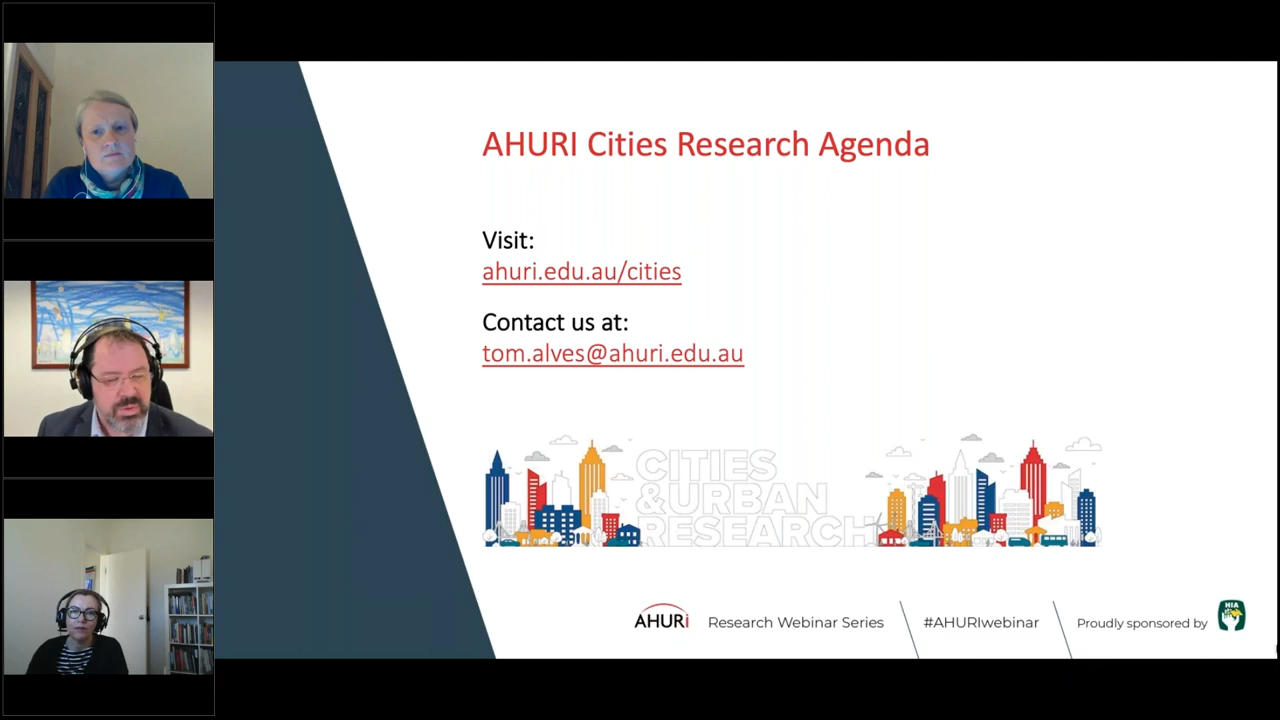 AHURI Cities Research Agenda
Visit:
ahuri.edu.au/cities
Contact us at:
tom.alves@ahuri.edu.au
CITIES
&URBAN
RESEARCH
AHURi
Research Webinar Series
#AHURIwebinar
Proudly sponsored by
HIA